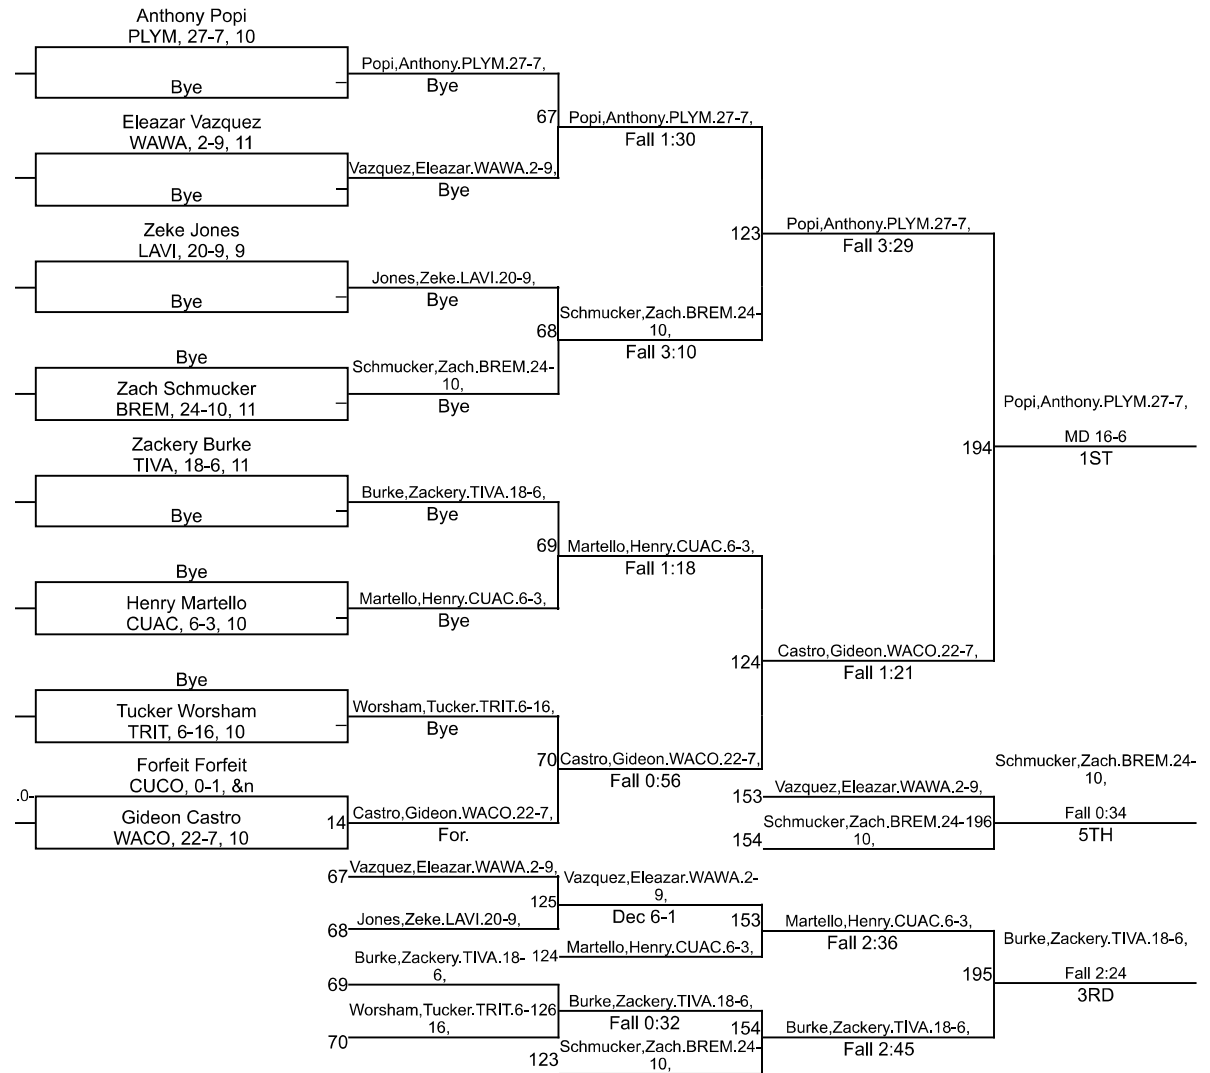 Anthony Popi
PLYM, 27-7, 10
Bye
Popi,Anthony.PLYM.27-7,
Bye
Eleazar Vazquez
WAWA, 2-9, 11
Bye
Vazquez,Eleazar.WAWA.2-9,
Bye
67
Popi,Anthony.PLYM.27-7,
Fall 1:30
Zeke Jones
LAVI, 20-9, 9
Bye
Jones,Zeke.LAVI.20-9,
Bye
Bye
Zach Schmucker
BREM, 24-10, 11
Schmucker,Zach.BREM.24-
10,
Bye
68
Schmucker,Zach.BREM.24-
10,
Fall 3:10
123
Popi,Anthony.PLYM.27-7,
Fall 3:29
Zackery Burke
TIVA, 18-6, 11
Bye
Burke,Zackery.TIVA.18-6,
Bye
Bye
Henry Martello
CUAC, 6-3, 10
Martello,Henry.CUAC.6-3,
Bye
69
Martello,Henry.CUAC.6-3,
Fall 1:18
Bye
Tucker Worsham
TRIT, 6-16, 10
Worsham,Tucker.TRIT.6-16,
Bye
Forfeit Forfeit
CUCO, 0-1, &n
.0-
Gideon Castro
WACO, 22-7, 10
14
Castro,Gideon.WACO.22-7,
For.
70
Castro,Gideon.WACO.22-7,
Fall 0:56
124
Castro,Gideon.WACO.22-7,
Fall 1:21
194
Popi,Anthony.PLYM.27-7,
MD 16-6
1ST
153
Vazquez,Eleazar.WAWA.2-9,
154
Schmucker,Zach.BREM.24-
10,
196
Schmucker,Zach.BREM.24-
10,
Fall 0:34
5TH
67
Vazquez,Eleazar.WAWA.2-9,
68
Jones,Zeke.LAVI.20-9,
125
Vazquez,Eleazar.WAWA.2-
9,
Dec 6-1
124
Martello,Henry.CUAC.6-3,
153
Martello,Henry.CUAC.6-3,
Fall 2:36
69
Burke,Zackery.TIVA.18-
6,
70
Worsham,Tucker.TRIT.6-
16,
126
Burke,Zackery.TIVA.18-6,
Fall 0:32
123
Schmucker,Zach.BREM.24-
10,
154
Burke,Zackery.TIVA.18-6,
Fall 2:45
195
Burke,Zackery.TIVA.18-6,
Fall 2:24
3RD